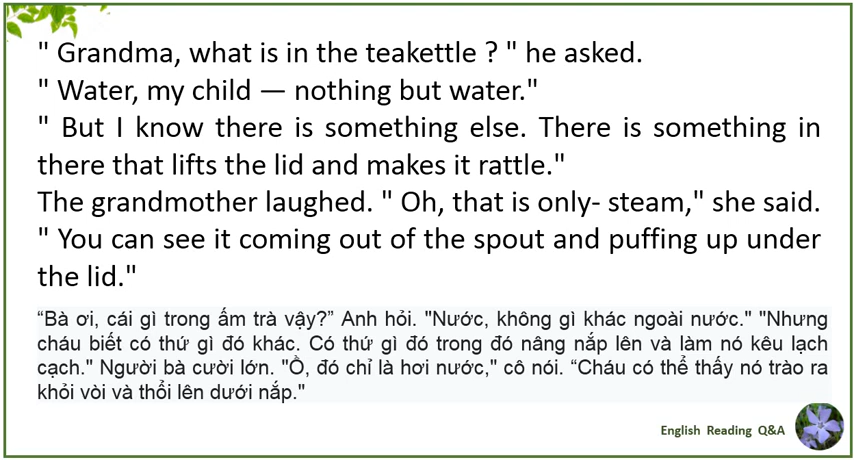 " Grandma, what is in the teakettle ? " he asked.
" Water, my child — nothing but water."
" But I know there is something else. There is something in
there that lifts the lid and makes it rattle."
The grandmother laughed. " Oh, that is only- steam," she said.
" You can see it coming out of the spout and puffing up under
the lid."
“Bà ơi, cái gì trong ấm trà vậy?” Anh hỏi. "Nước, không gì khác ngoài nước." "Nhưng
cháu biết có thứ gì đó khác. Có thứ gì đó trong đó nâng nắp lên và làm nó kêu lạch
cạch." Người bà cười lớn. "Ồ, đó chỉ là hơi nước," cô nói. “Cháu có thể thấy nó trào ra
khỏi vòi và thổi lên dưới nắp."
English Reading Q&A